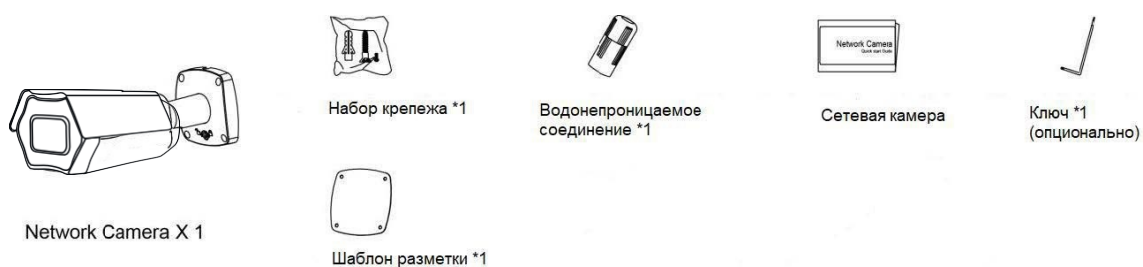 Network Camera
Quick start Guide
Набор крепежа *1
Водонепроницаемое
соединение *1
Сетевая камера
Ключ *1
(опционально)
Network Camera X 1
Шаблон разметки *1